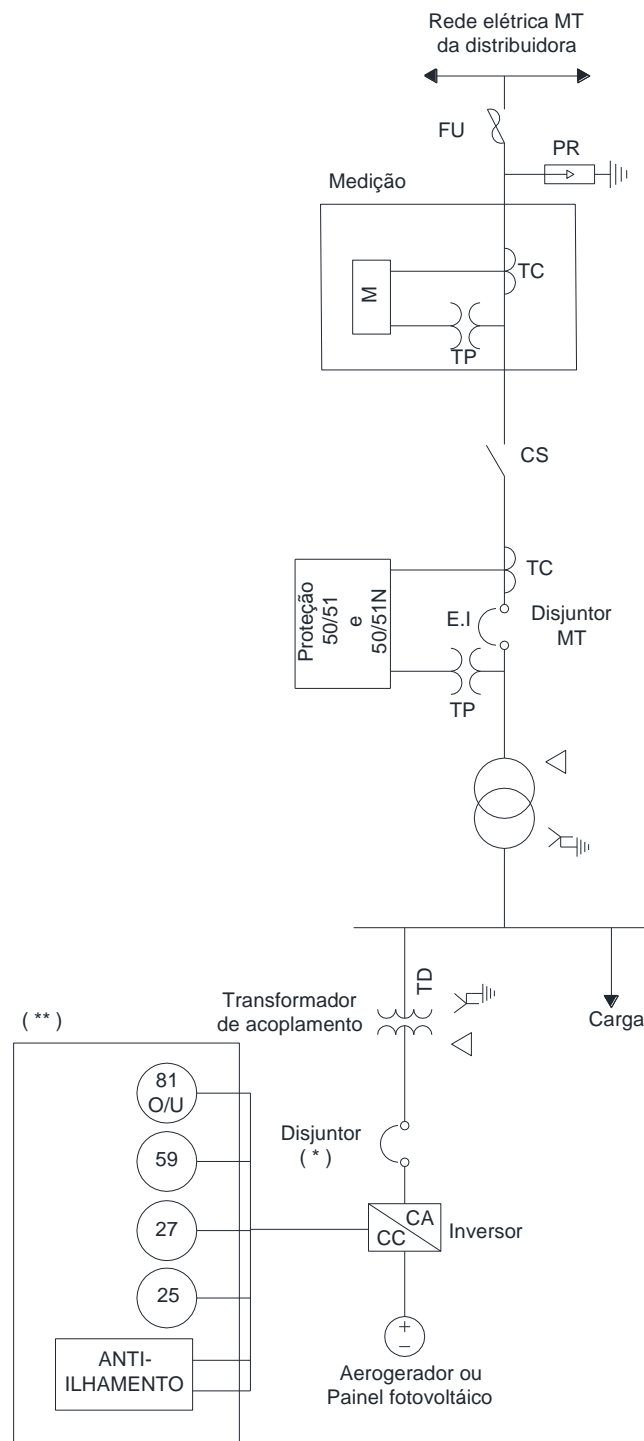 Rede elétrica MT
da distribuidora
FU
PR
Medição
TC
M
TP
CS
TC
Proteção
50/51
e
50/51N
E.I
Disjuntor
MT
TP
TD
Transformador
de acoplamento
Carga
( ** )
81
O/U
Disjuntor
( * )
59
27
CA
CC
Inversor
25
ANTI-
ILHAMENTO
Aerogerador ou
Painel fotovoltáico